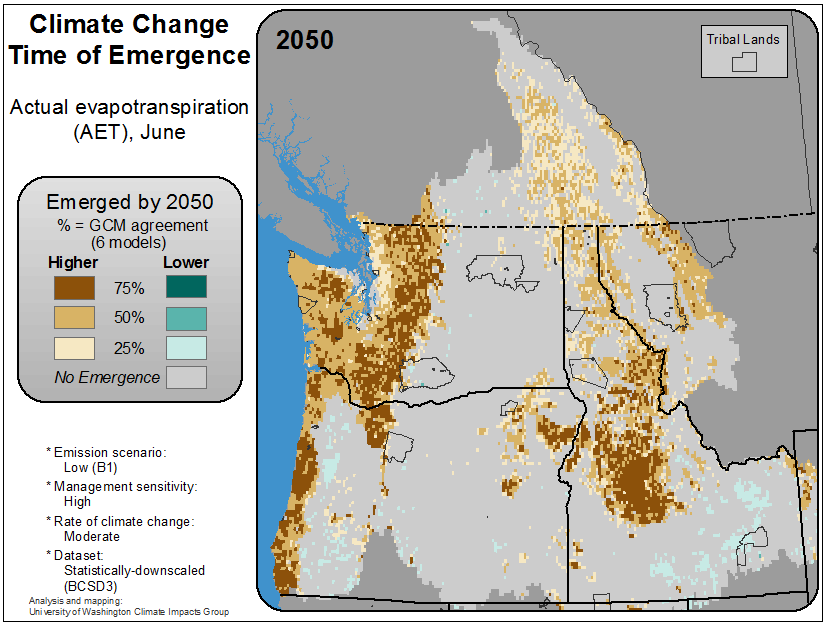 Climate Change
Time of Emergence
Actual evapotranspiration
(AET), June
Emerged by 2050
% = GCM agreement
(6 models)
Higher Lower
75%
50%
25%
No Emergence
* Emission scenario:
Low (B1)
* Management sensitivity:
High
* Rate of climate change:
Moderate
* Dataset:
Statistically-downscaled
(BCSD3)
Analysis and mapping:
University of Washington Climate Impacts Group
2050
Tribal Lands